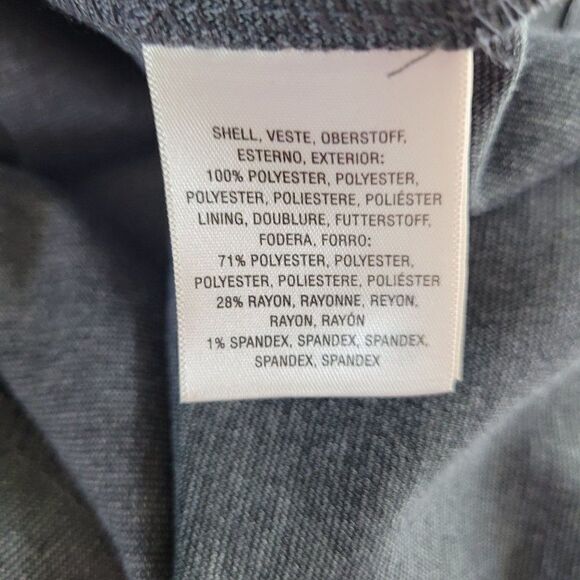 SHELL, VESTE, OBERSTOFF,
ESTERNO, EXTERIOR:
100% POLYESTER, POLYESTER,
POLYESTER, POLIESTERE, POLIÉSTER
LINING, DOUBLURE, FUTTERSTOFF,
FODERA, FORRO:
71% POLYESTER, POLYESTER,
POLYESTER, POLIESTERE, POLIÉSTER
28% RAYON, RAYONNE, REYON,
RAYON, RAYÓN
1% SPANDEX, SPANDEX, SPANDEX,
SPANDEX, SPANDEX